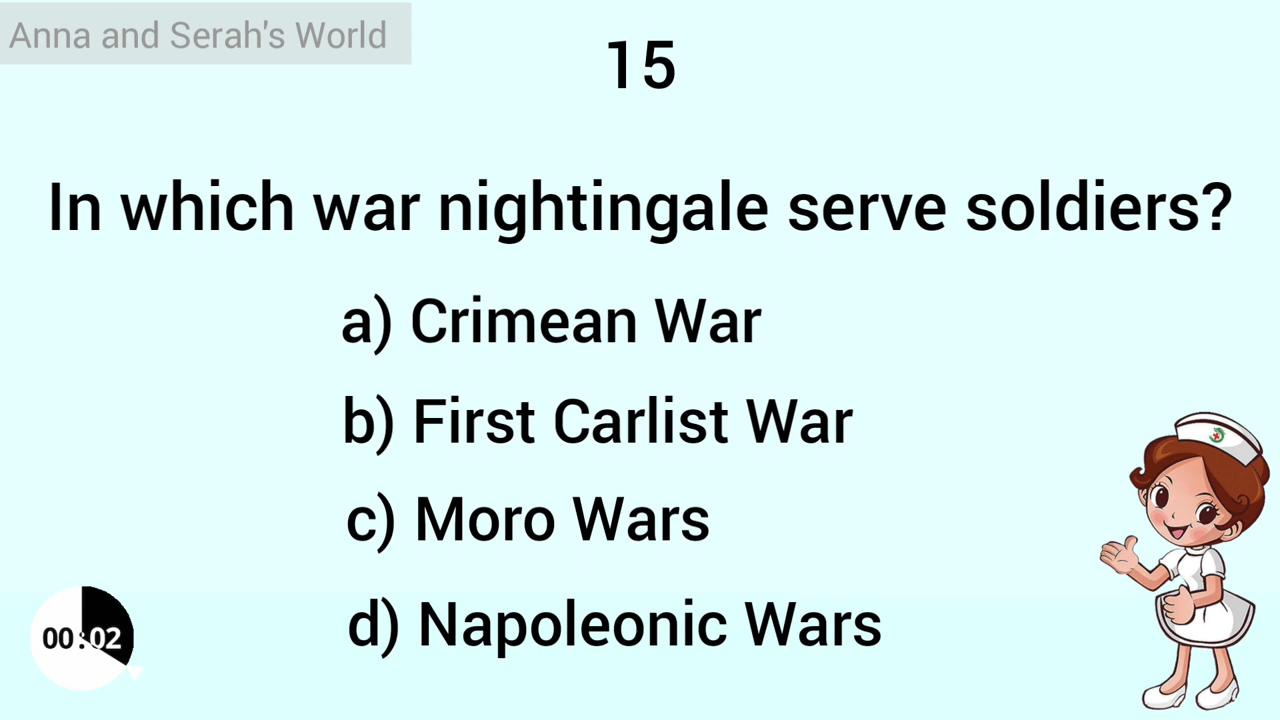 Anna and Serah's World
15
In which war nightingale serve soldiers?
a) Crimean War
b) First Carlist War
c) Moro Wars
d) Napoleonic Wars
00:02